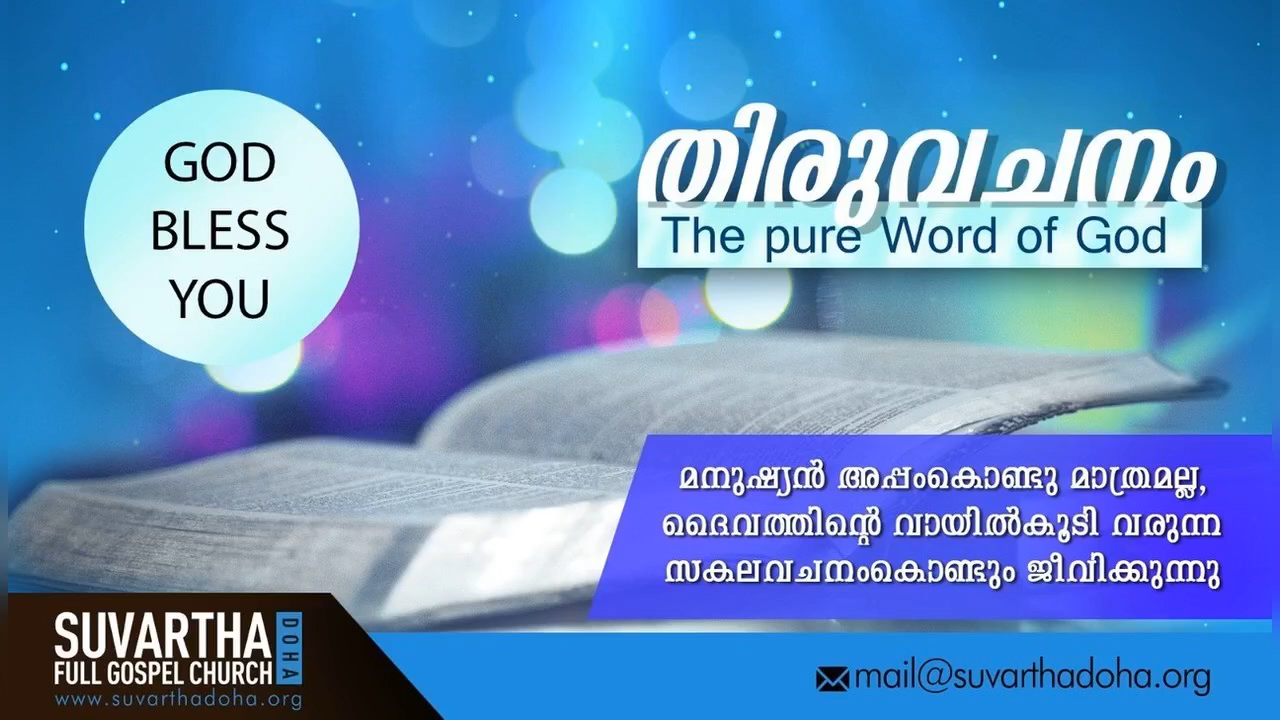 GOD
BLESS
YOU
തിരുവചനം
The pure Word of God
മനുഷ്യൻ അപ്പംകൊണ്ടു മാത്രമല്ല,
ദൈവത്തിന്റെ വായിൽകൂടി വരുന്ന
സകലവചനംകൊണ്ടും ജീവിക്കുന്നു
SUVARTHA DOHA
FULL GOSPEL CHURCH
www.suvarthadoha.org
mail@suvarthadoha.org